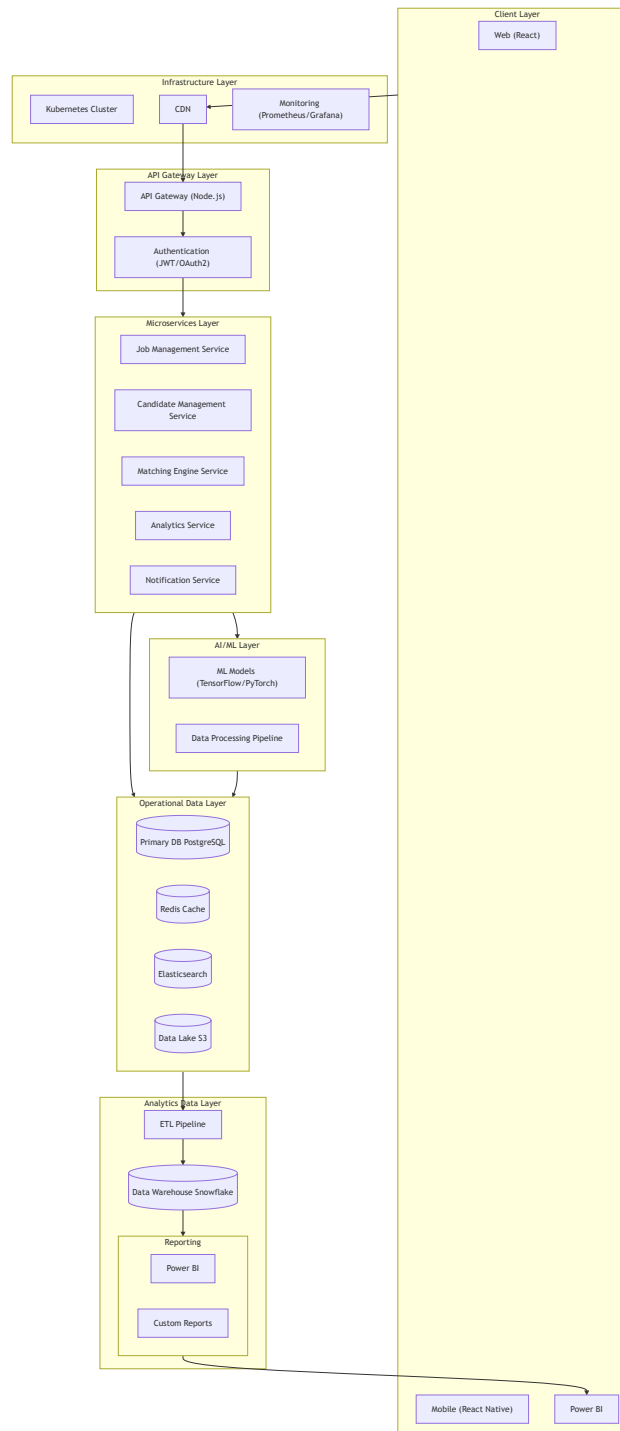 Client Layer
Web (React)
Infrastructure Layer
Kubernetes Cluster
CDN
Monitoring
(Prometheus/Grafana)
API Gateway Layer
API Gateway (Node.js)
Authentication
(JWT/OAuth2)
Microservices Layer
Job Management Service
Candidate Management
Service
Matching Engine Service
Analytics Service
Notification Service
AI/ML Layer
ML Models
(TensorFlow/PyTorch)
Data Processing Pipeline
Operational Data Layer
Primary DB PostgreSQL
Redis Cache
Elasticsearch
Data Lake S3
Analytics Data Layer
ETL Pipeline
Data Warehouse Snowflake
Reporting
Power BI
Custom Reports
Mobile (React Native)
Power BI